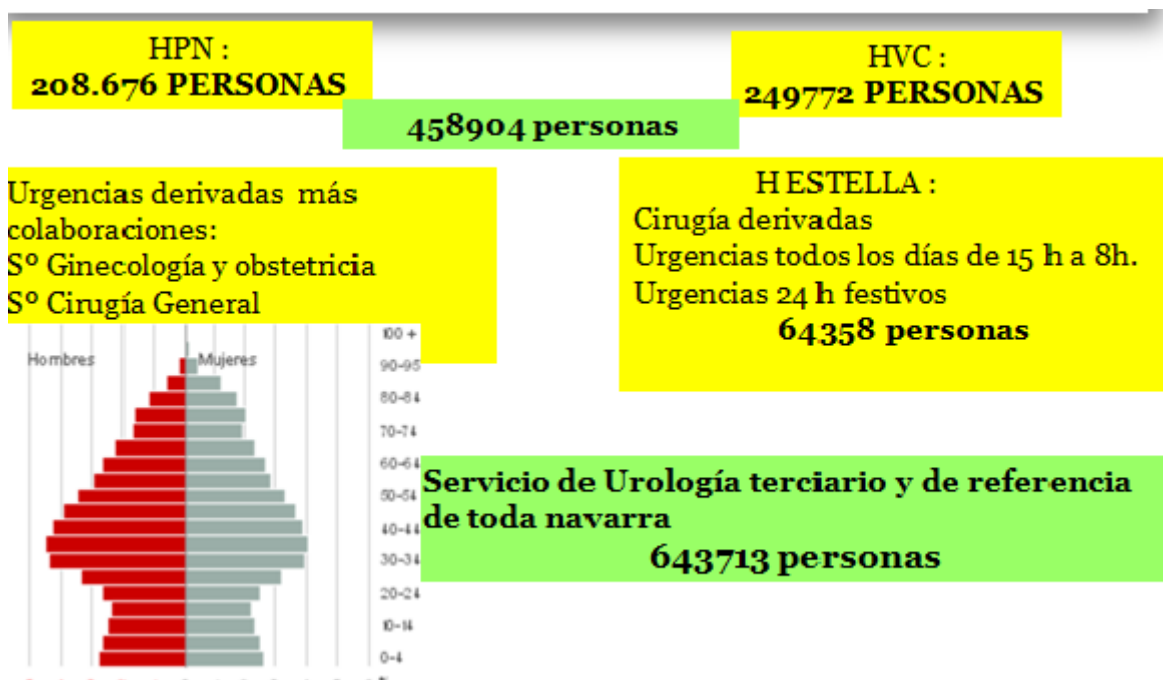 HPN :
208.676 PERSONAS
HVC :
249772 PERSONAS
458904 personas
Urgencias derivadas más
colaboraciones:
Sº Ginecología y obstetricia
Sº Cirugía General
H ESTELLA :
Cirugía derivadas
Urgencias todos los días de 15 h a 8h.
Urgencias 24 h festivos
64358 personas
Hombres
Mujeres
100 +
90-95
80-84
70-74
60-64
50-54
40-44
30-34
20-24
10-14
0-4
Servicio de Urología terciario y de referencia
de toda navarra
643713 personas